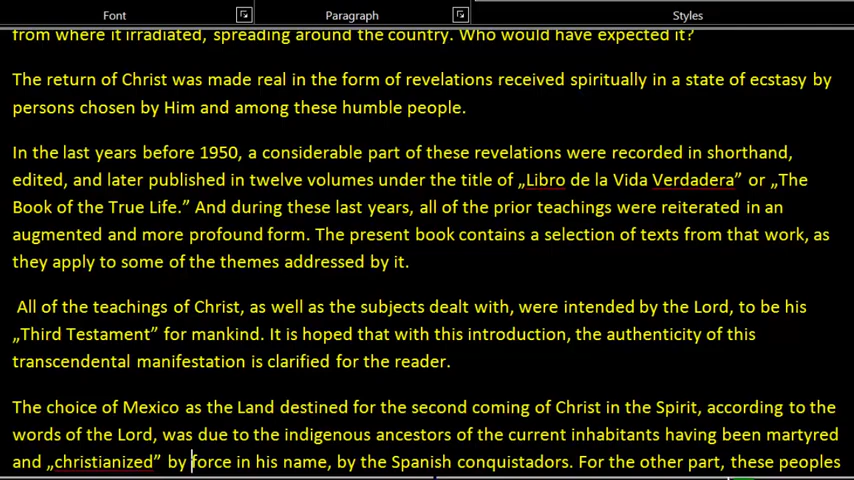 Font Paragraph Styles
from where it irradiated, spreading around the country. Who would have expected it?
The return of Christ was made real in the form of revelations received spiritually in a state of ecstasy by
persons chosen by Him and among these humble people.
In the last years before 1950, a considerable part of these revelations were recorded in shorthand,
edited, and later published in twelve volumes under the title of „Libro de la Vida Verdadera” or „The
Book of the True Life.” And during these last years, all of the prior teachings were reiterated in an
augmented and more profound form. The present book contains a selection of texts from that work, as
they apply to some of the themes addressed by it.
All of the teachings of Christ, as well as the subjects dealt with, were intended by the Lord, to be his
„Third Testament” for mankind. It is hoped that with this introduction, the authenticity of this
transcendental manifestation is clarified for the reader.
The choice of Mexico as the Land destined for the second coming of Christ in the Spirit, according to the
words of the Lord, was due to the indigenous ancestors of the current inhabitants having been martyred
and „christianized” by force in his name, by the Spanish conquistadors. For the other part, these peoples